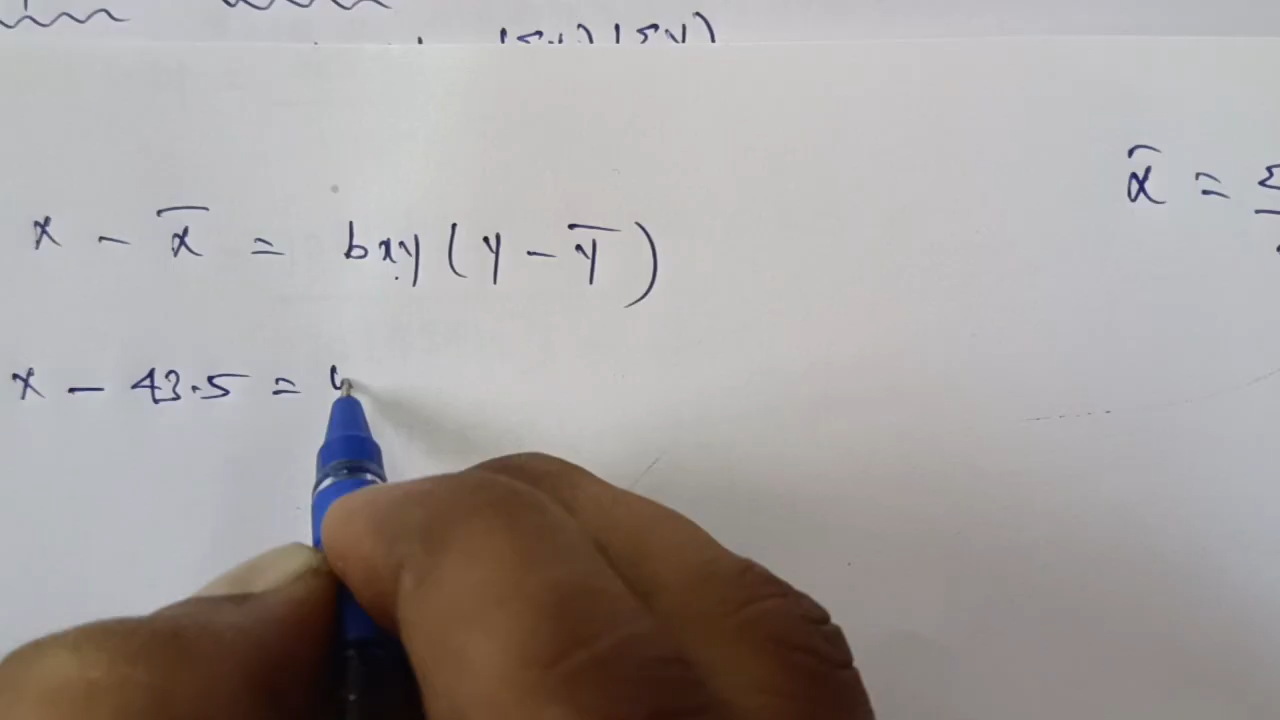 x̄ =
x - x̄ = bxy ( y - ȳ )
x - 43.5 =